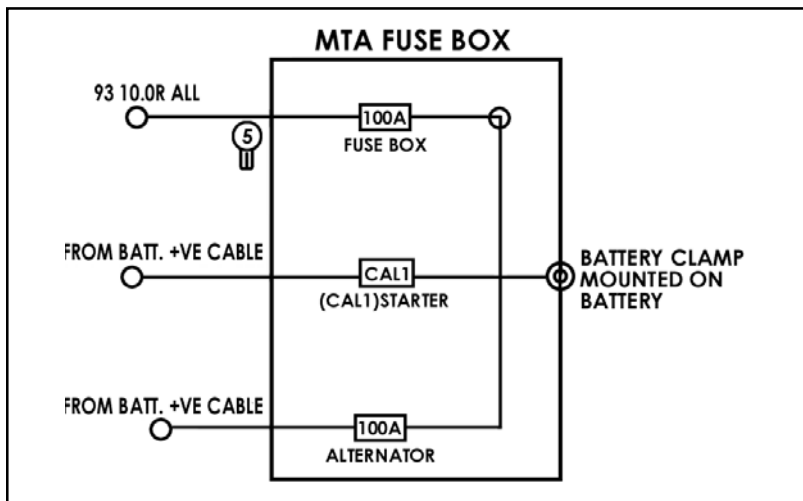 MTA FUSE BOX
93 10.0R ALL
100A
5
FUSE BOX
FROM BATT. +VE CABLE
CAL1
(CAL1)STARTER
BATTERY CLAMP
MOUNTED ON
BATTERY
FROM BATT. +VE CABLE
100A
ALTERNATOR